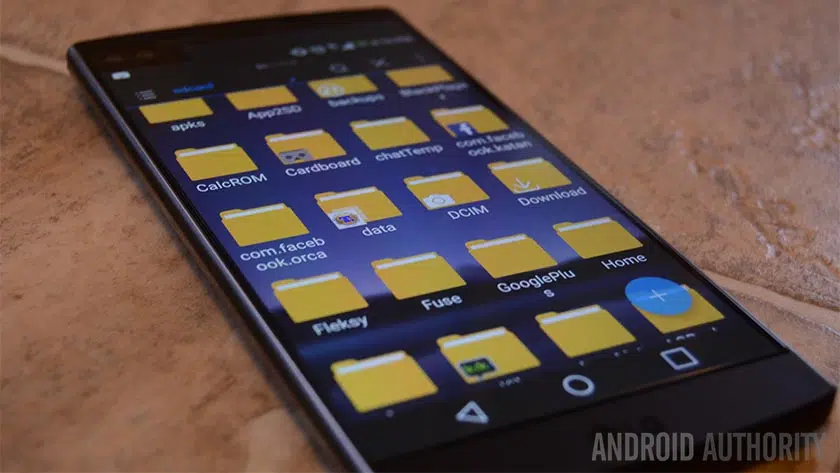 sdcard
apks
App2SD
backups
CalcROM
Cardboard
chatTemp
com.faceb
ook.katan
com.faceb
ook.orca
data
DCIM
Download
Fleksy
Fuse
GooglePlu
s
Home
ANDROID AUTHORITY